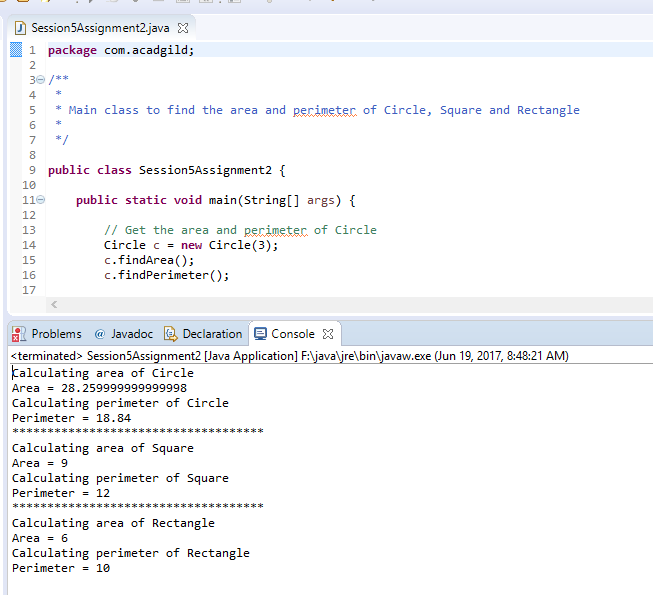 Session5Assignment2.java
1 package com.acadgild;
2
3 /**
4  *
5  * Main class to find the area and perimeter of Circle, Square and Rectangle
6  *
7  */
8
9 public class Session5Assignment2 {
10
11     public static void main(String[] args) {
12
13         // Get the area and perimeter of Circle
14         Circle c = new Circle(3);
15         c.findArea();
16         c.findPerimeter();
17
Problems @ Javadoc Declaration Console
<terminated> Session5Assignment2 [Java Application] F:\java\jre\bin\javaw.exe (Jun 19, 2017, 8:48:21 AM)
Calculating area of Circle
Area = 28.259999999999998
Calculating perimeter of Circle
Perimeter = 18.84
************************************
Calculating area of Square
Area = 9
Calculating perimeter of Square
Perimeter = 12
************************************
Calculating area of Rectangle
Area = 6
Calculating perimeter of Rectangle
Perimeter = 10